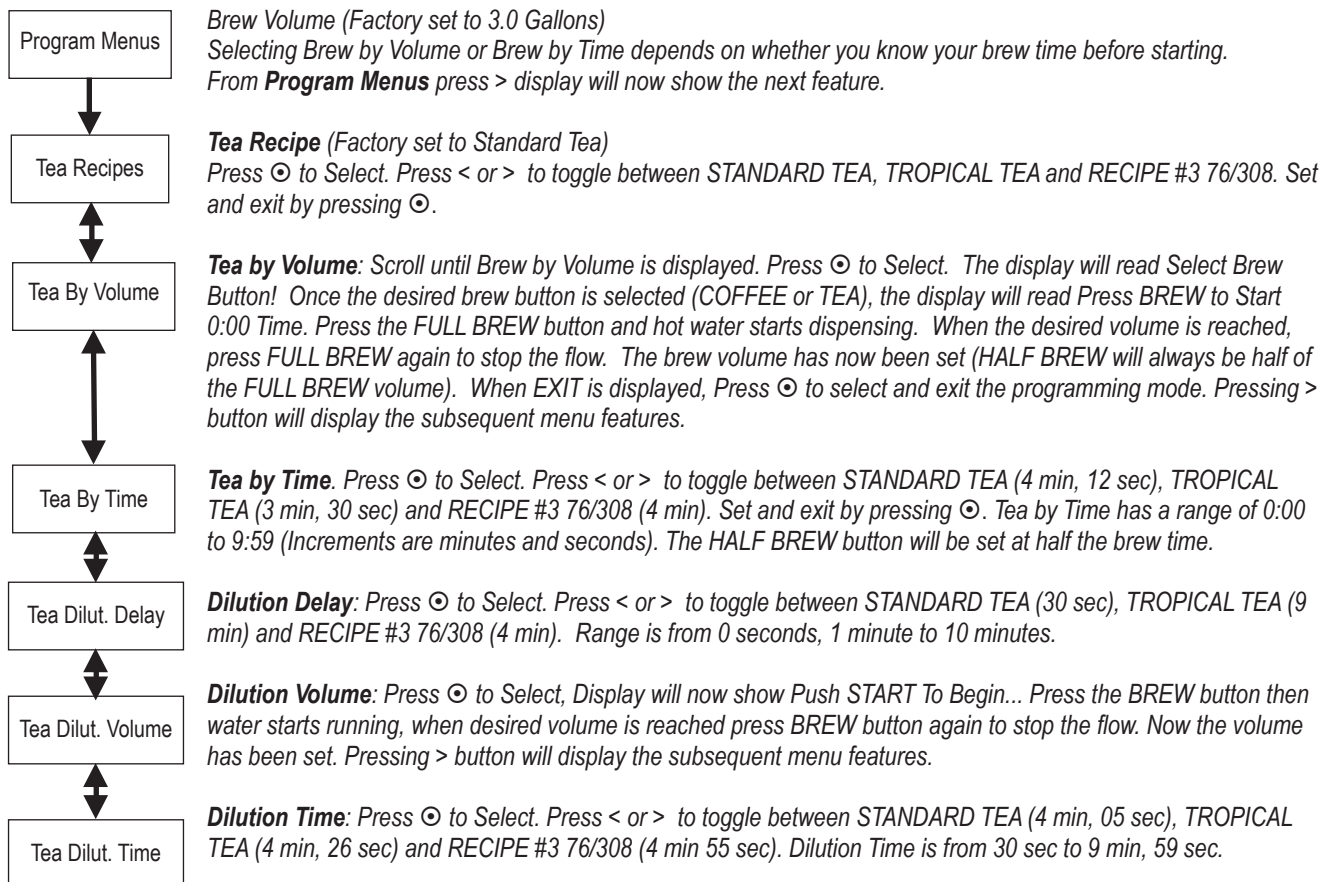 Program Menus
Brew Volume (Factory set to 3.0 Gallons)
Selecting Brew by Volume or Brew by Time depends on whether you know your brew time before starting.
From Program Menus press > display will now show the next feature.
Tea Recipes
Tea Recipe (Factory set to Standard Tea)
Press ⊙ to Select. Press < or > to toggle between STANDARD TEA, TROPICAL TEA and RECIPE #3 76/308. Set
and exit by pressing ⊙.
Tea By Volume
Tea by Volume: Scroll until Brew by Volume is displayed. Press ⊙ to Select. The display will read Select Brew
Button! Once the desired brew button is selected (COFFEE or TEA), the display will read Press BREW to Start
0:00 Time. Press the FULL BREW button and hot water starts dispensing. When the desired volume is reached,
press FULL BREW again to stop the flow. The brew volume has now been set (HALF BREW will always be half of
the FULL BREW volume). When EXIT is displayed, Press ⊙ to select and exit the programming mode. Pressing >
button will display the subsequent menu features.
Tea By Time
Tea by Time. Press ⊙ to Select. Press < or > to toggle between STANDARD TEA (4 min, 12 sec), TROPICAL
TEA (3 min, 30 sec) and RECIPE #3 76/308 (4 min). Set and exit by pressing ⊙. Tea by Time has a range of 0:00
to 9:59 (Increments are minutes and seconds). The HALF BREW button will be set at half the brew time.
Tea Dilut. Delay
Dilution Delay: Press ⊙ to Select. Press < or > to toggle between STANDARD TEA (30 sec), TROPICAL TEA (9
min) and RECIPE #3 76/308 (4 min). Range is from 0 seconds, 1 minute to 10 minutes.
Tea Dilut. Volume
Dilution Volume: Press ⊙ to Select, Display will now show Push START To Begin... Press the BREW button then
water starts running, when desired volume is reached press BREW button again to stop the flow. Now the volume
has been set. Pressing > button will display the subsequent menu features.
Tea Dilut. Time
Dilution Time: Press ⊙ to Select. Press < or > to toggle between STANDARD TEA (4 min, 05 sec), TROPICAL
TEA (4 min, 26 sec) and RECIPE #3 76/308 (4 min 55 sec). Dilution Time is from 30 sec to 9 min, 59 sec.